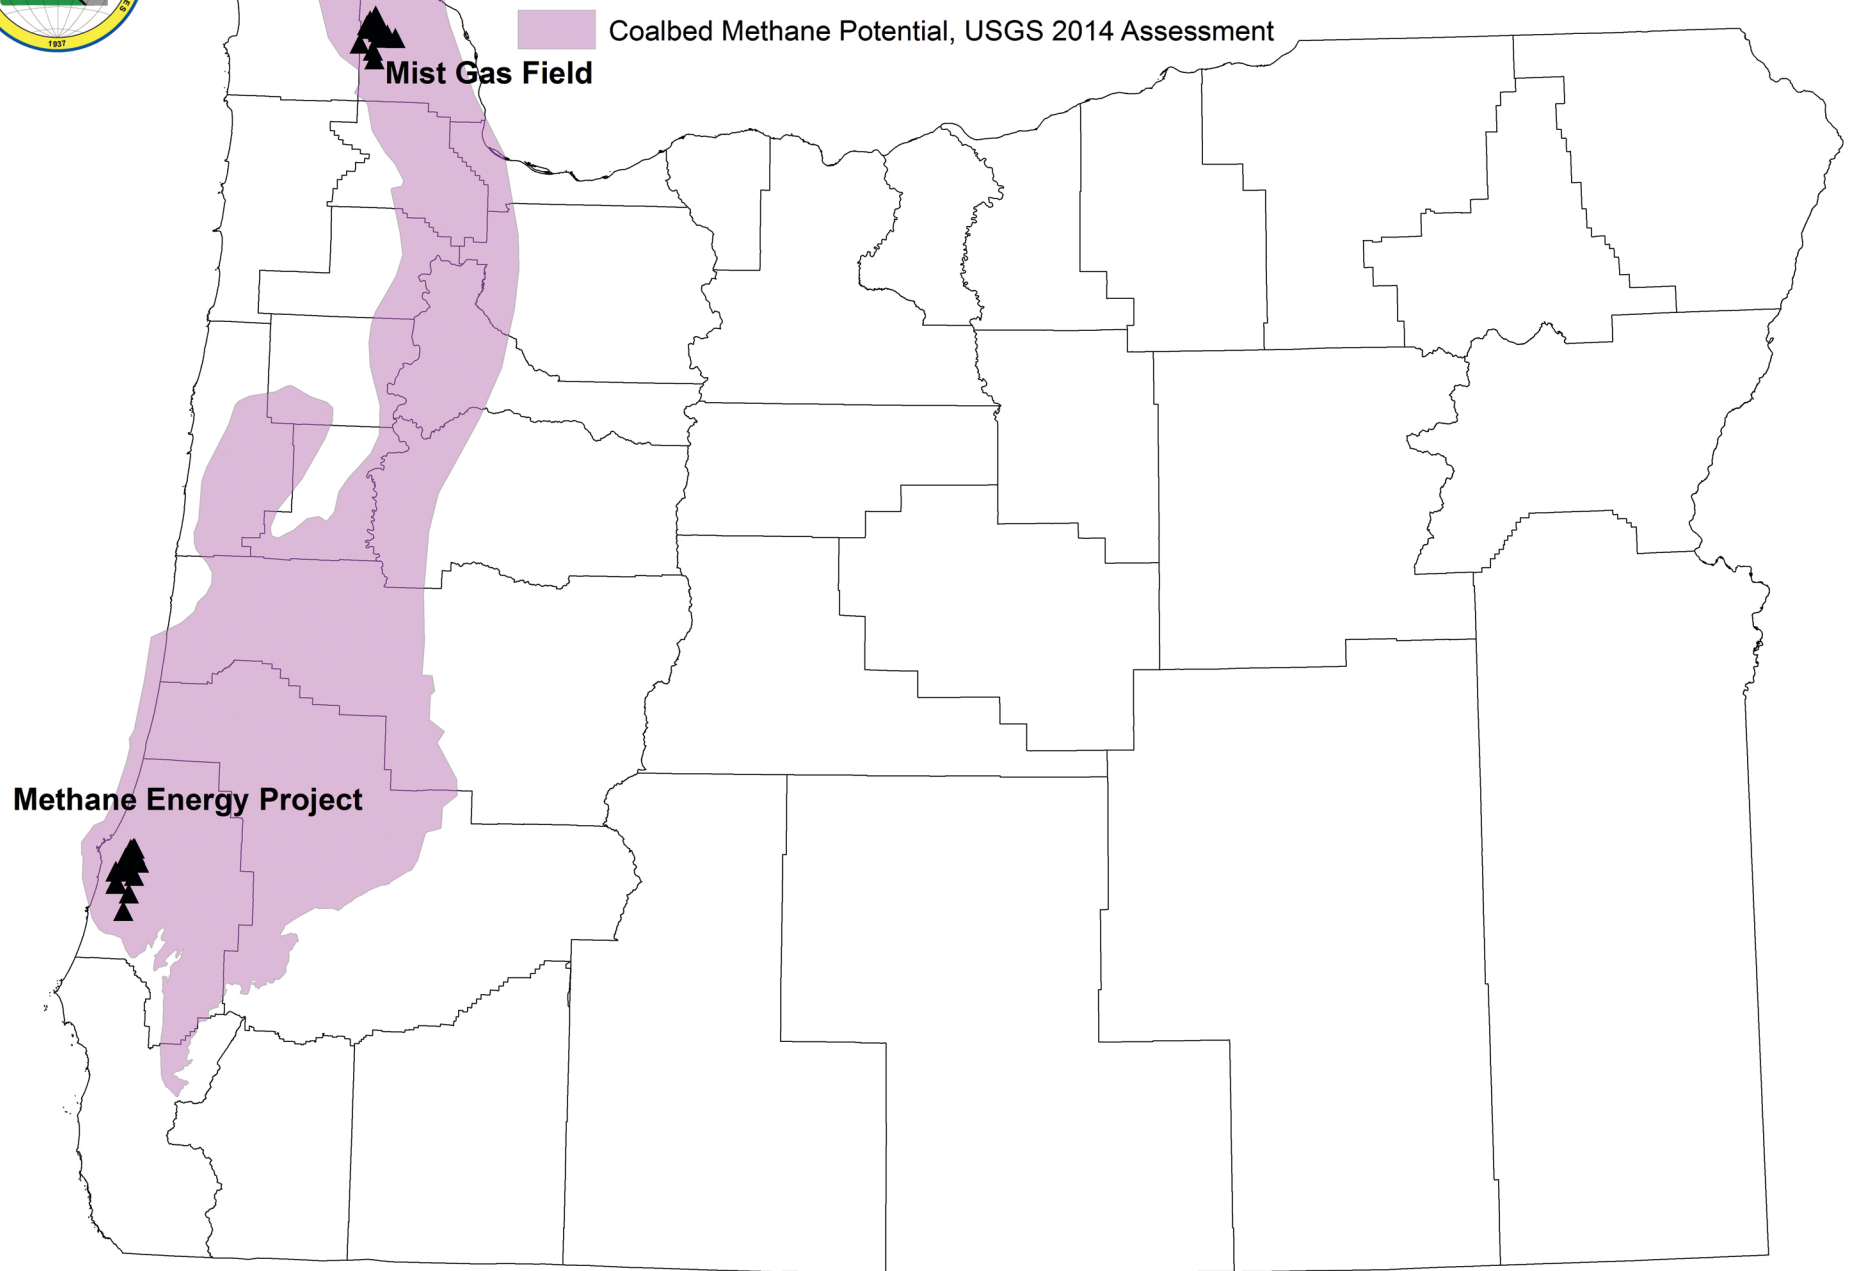 1937
Coalbed Methane Potential, USGS 2014 Assessment
Mist Gas Field
Methane Energy Project